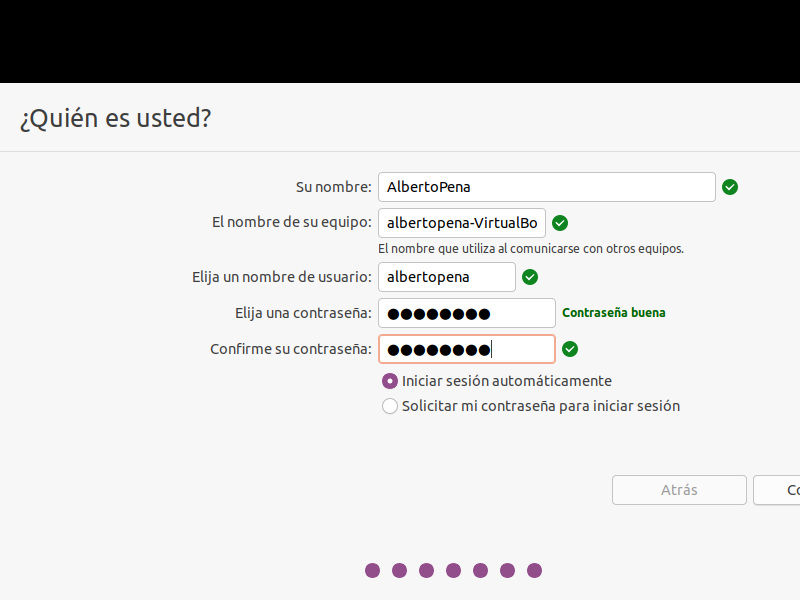 ¿Quién es usted?
Su nombre: AlbertoPena
El nombre de su equipo: albertopena-VirtualBo
El nombre que utiliza al comunicarse con otros equipos.
Elija un nombre de usuario: albertopena
Elija una contraseña: ●●●●●●●● Contraseña buena
Confirme su contraseña: ●●●●●●●●
Iniciar sesión automáticamente
Solicitar mi contraseña para iniciar sesión
Atrás Co